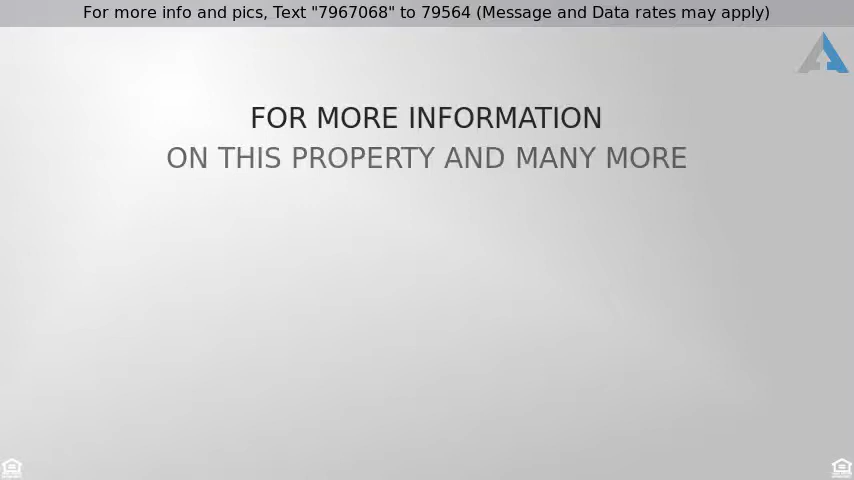 For more info and pics, Text "7967068" to 79564 (Message and Data rates may apply)
FOR MORE INFORMATION
ON THIS PROPERTY AND MANY MORE